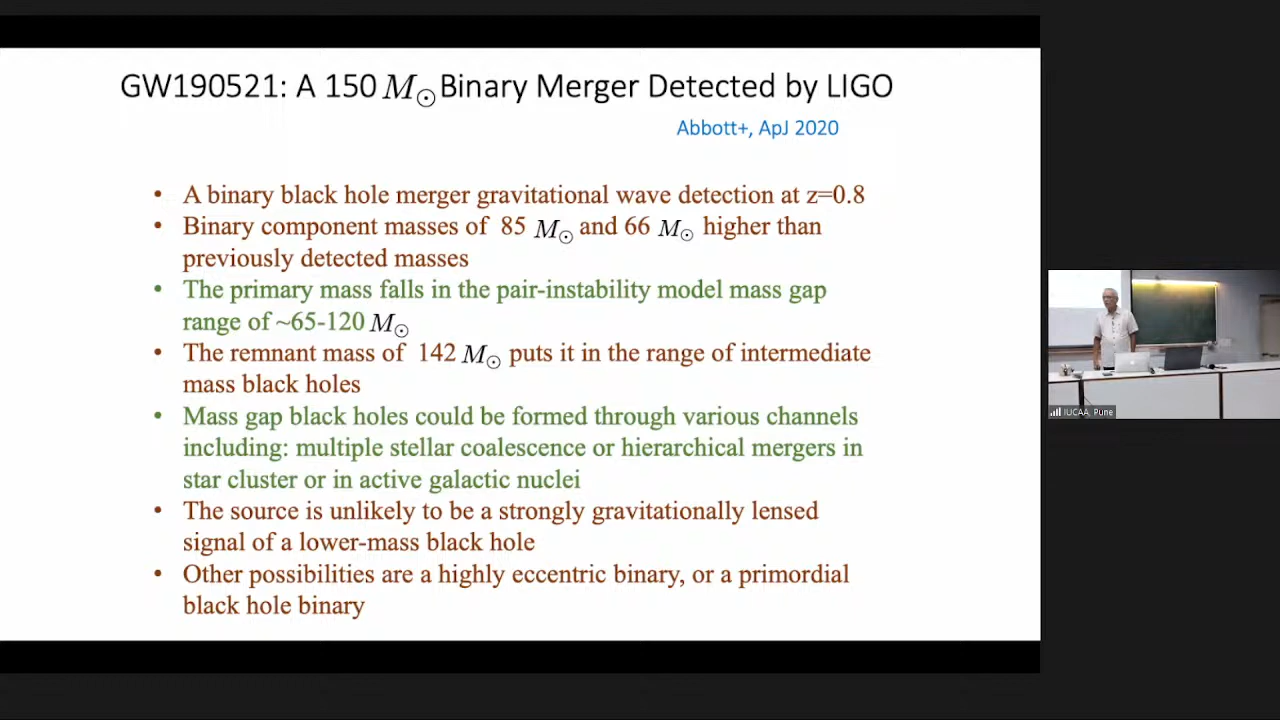 GW190521: A 150 M☉ Binary Merger Detected by LIGO
Abbott+, ApJ 2020
• A binary black hole merger gravitational wave detection at z=0.8
• Binary component masses of 85 M☉ and 66 M☉ higher than
previously detected masses
• The primary mass falls in the pair-instability model mass gap
range of ~65-120 M☉
• The remnant mass of 142 M☉ puts it in the range of intermediate
mass black holes
• Mass gap black holes could be formed through various channels
including: multiple stellar coalescence or hierarchical mergers in
star cluster or in active galactic nuclei
• The source is unlikely to be a strongly gravitationally lensed
signal of a lower-mass black hole
• Other possibilities are a highly eccentric binary, or a primordial
black hole binary
IUCAA, Pune